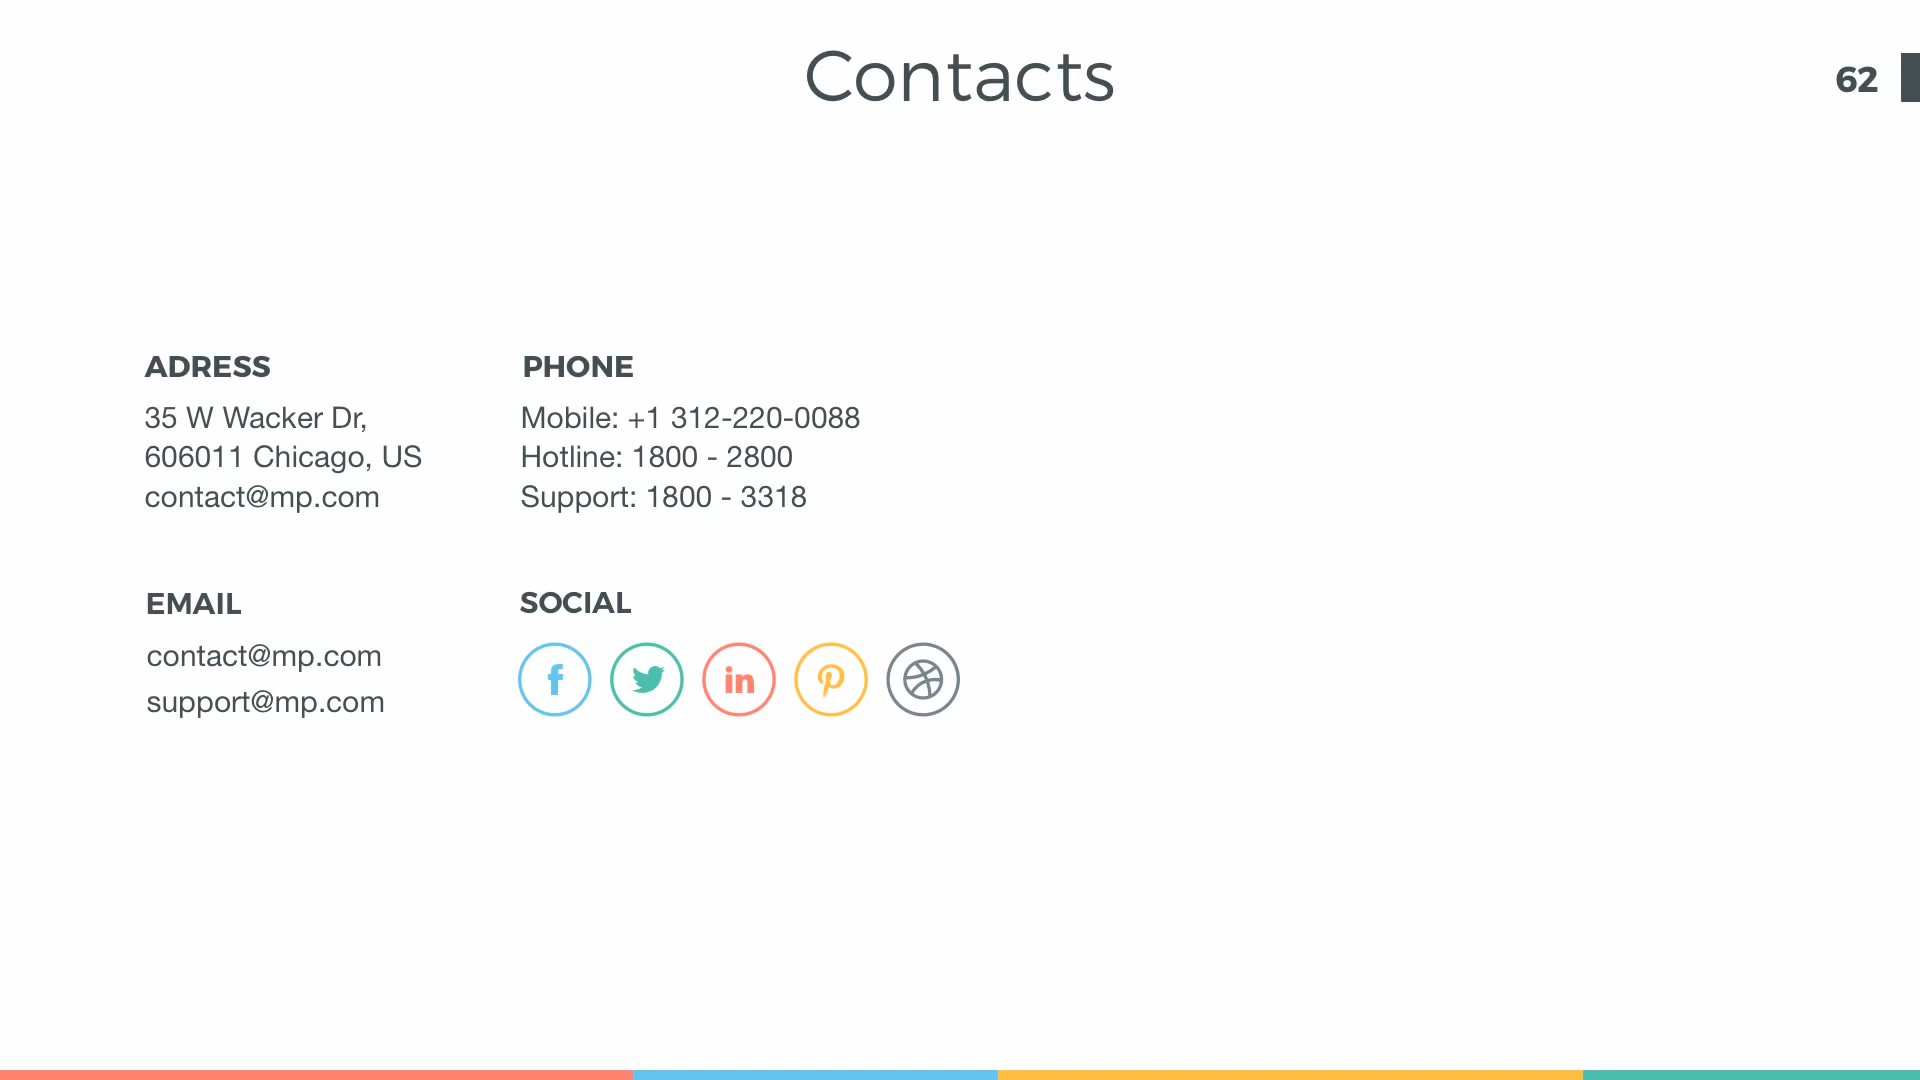 Contacts
62
ADRESS
35 W Wacker Dr,
606011 Chicago, US
contact@mp.com
PHONE
Mobile: +1 312-220-0088
Hotline: 1800 - 2800
Support: 1800 - 3318
EMAIL
contact@mp.com
support@mp.com
SOCIAL
f
in